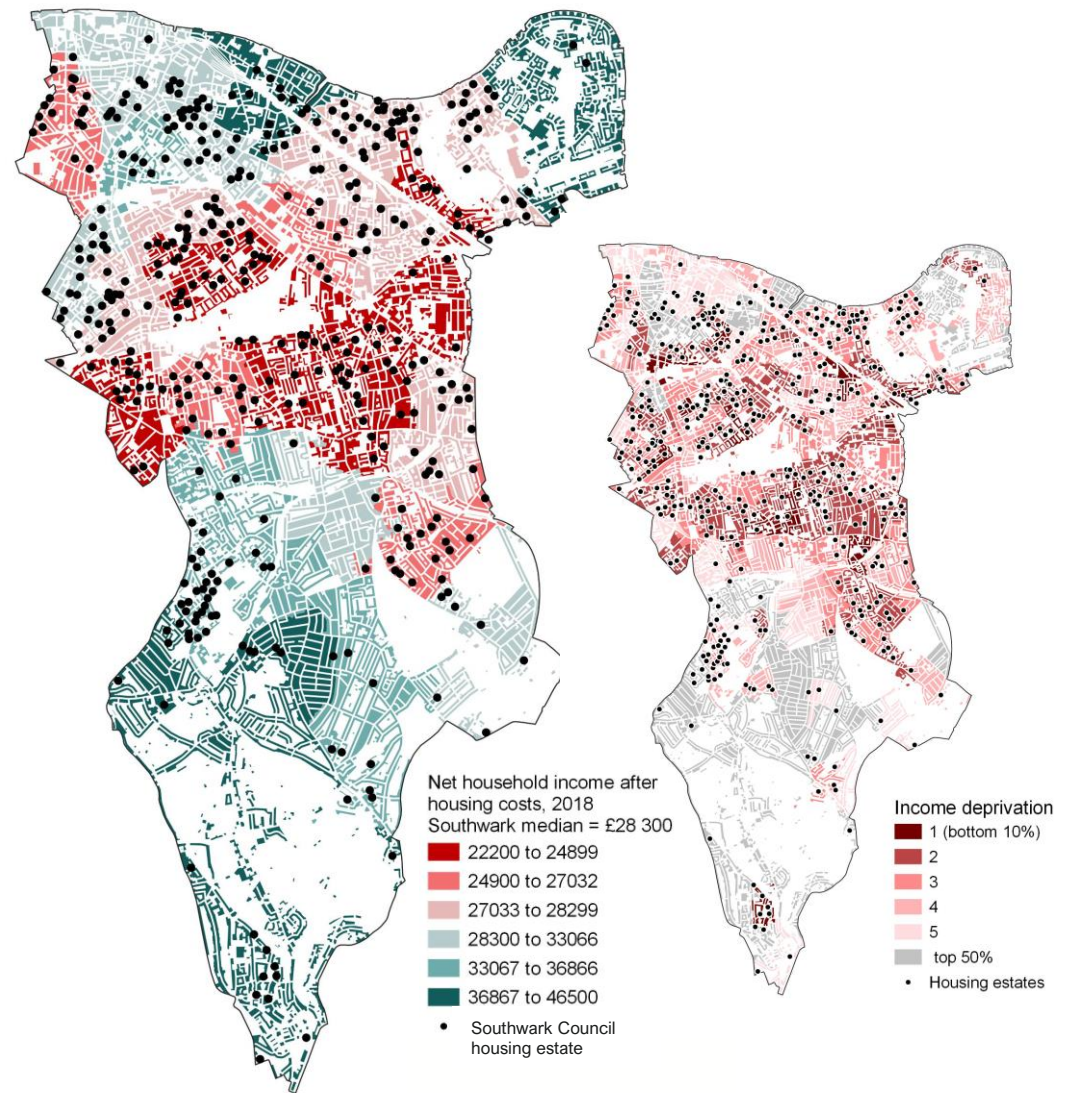 Net household income after
housing costs, 2018
Southwark median = £28 300
22200 to 24899
24900 to 27032
27033 to 28299
28300 to 33066
33067 to 36866
36867 to 46500
Southwark Council
housing estate
Income deprivation
1 (bottom 10%)
2
3
4
5
top 50%
Housing estates